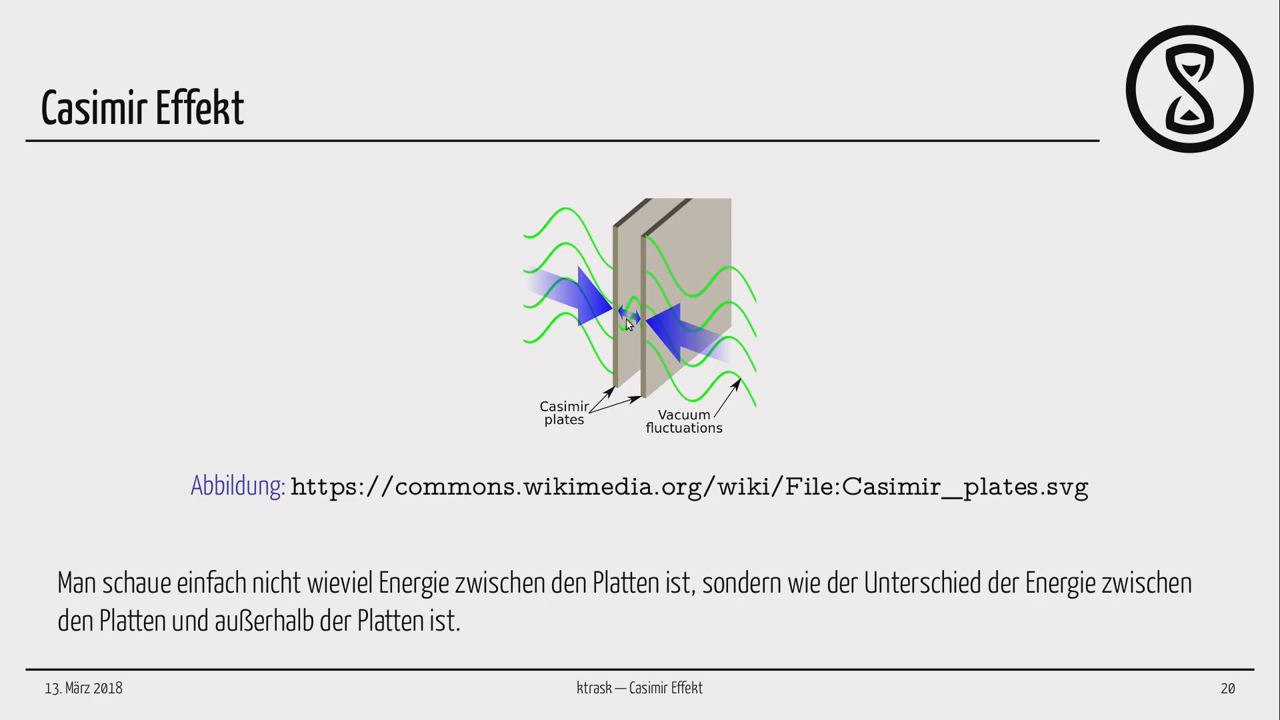 Casimir Effekt
Casimir
plates
Vacuum
fluctuations
Abbildung: https://commons.wikimedia.org/wiki/File:Casimir_plates.svg
Man schaue einfach nicht wieviel Energie zwischen den Platten ist, sondern wie der Unterschied der Energie zwischen
den Platten und außerhalb der Platten ist.
13. März 2018
ktrask — Casimir Effekt
20